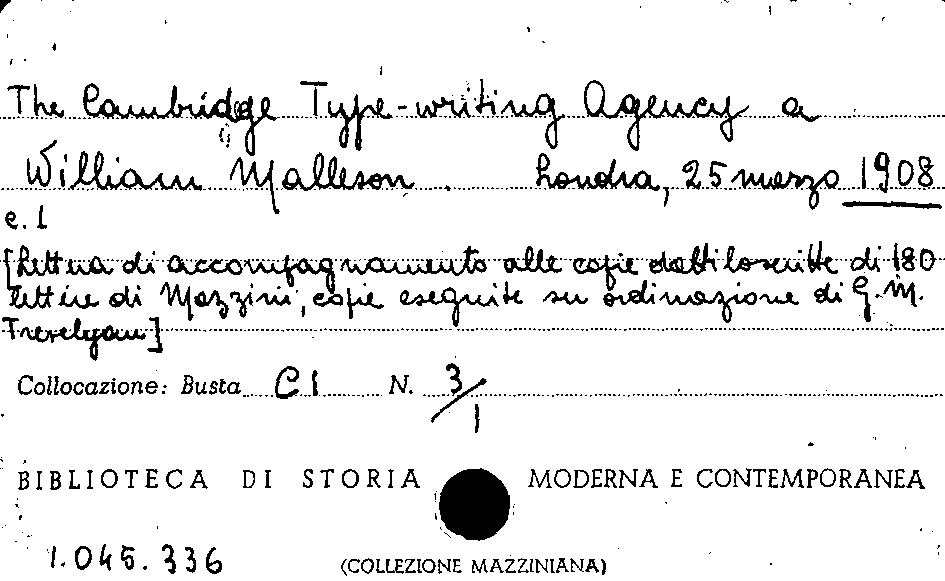 The Cambridge Type-writing Agency a
William Malleson. Londra, 25 marzo 1908
c. 1
[Lettera di accompagnamento alle copie dattiloscritte di 180
lettere di Mazzini, copie eseguite su ordinazione di G. M.
Trevelyan]
Collocazione: Busta C I N. 3/1
BIBLIOTECA DI STORIA MODERNA E CONTEMPORANEA
1.045.336 (COLLEZIONE MAZZINIANA)